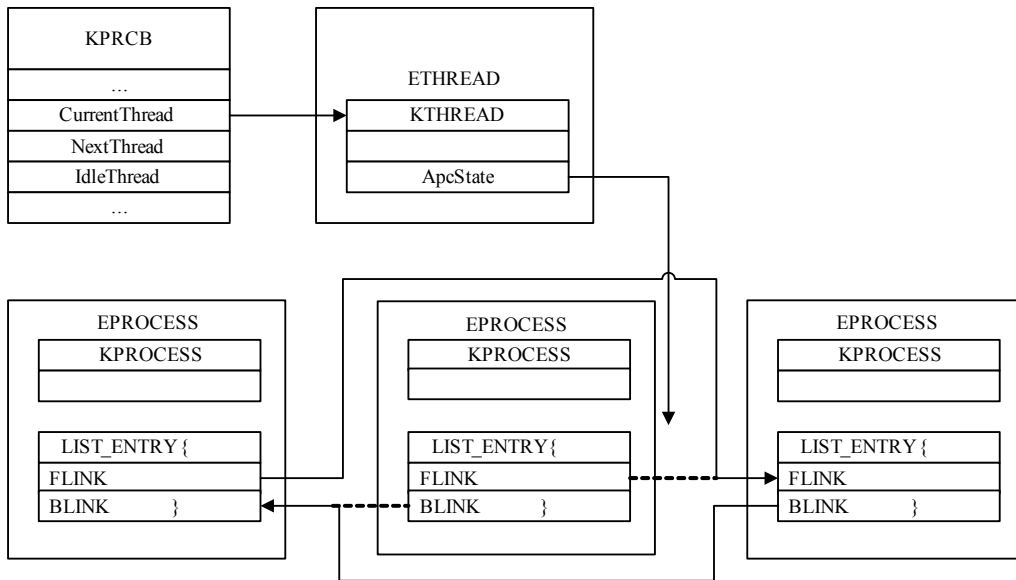 KPRCB
…
CurrentThread
NextThread
IdleThread
…
ETHREAD
KTHREAD
ApcState
EPROCESS
KPROCESS
LIST_ENTRY{
FLINK
BLINK }
EPROCESS
KPROCESS
LIST_ENTRY{
FLINK
BLINK }
EPROCESS
KPROCESS
LIST_ENTRY{
FLINK
BLINK }